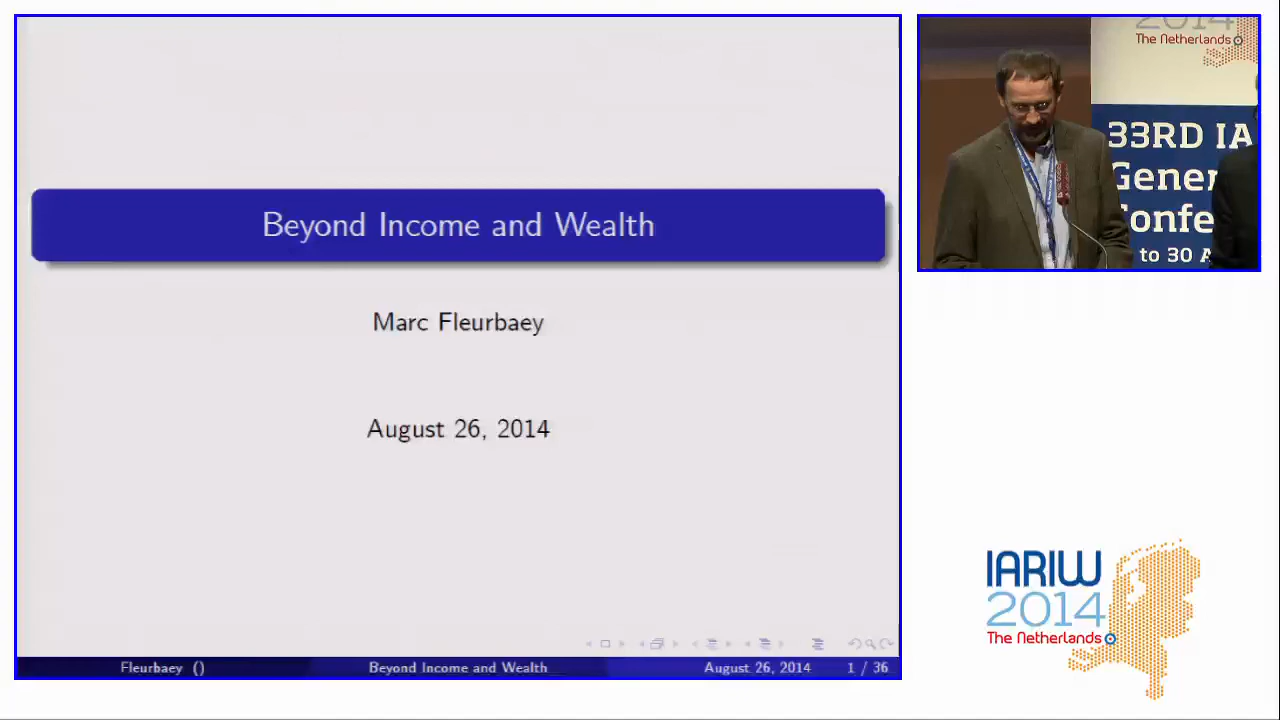 Beyond Income and Wealth
Marc Fleurbaey
August 26, 2014
Fleurbaey () Beyond Income and Wealth August 26, 2014 1 / 36
2014
The Netherlands
33RD IA
Gener
Confe
to 30 A
IARIW
2014
The Netherlands